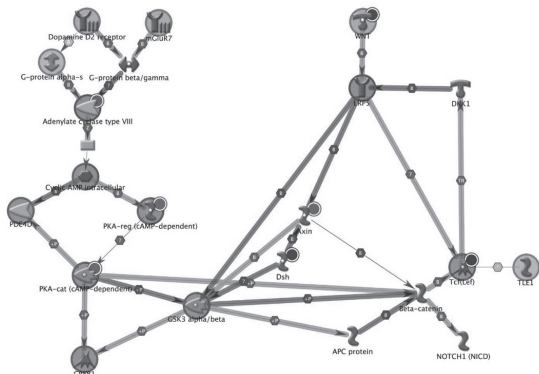 Dopamine D2 receptor
mGluR7
WNT
G-protein alpha-s
G-protein beta/gamma
LRP5
DKK1
Adenylate cyclase type VIII
Cyclic AMP intracellular
PDE4D
PKA-reg (cAMP-dependent)
Axin
Dsh
PKA-cat (cAMP-dependent)
Tcf(Lef)
TLE1
GSK3 alpha/beta
Beta-catenin
APC protein
NOTCH1 (NICD)